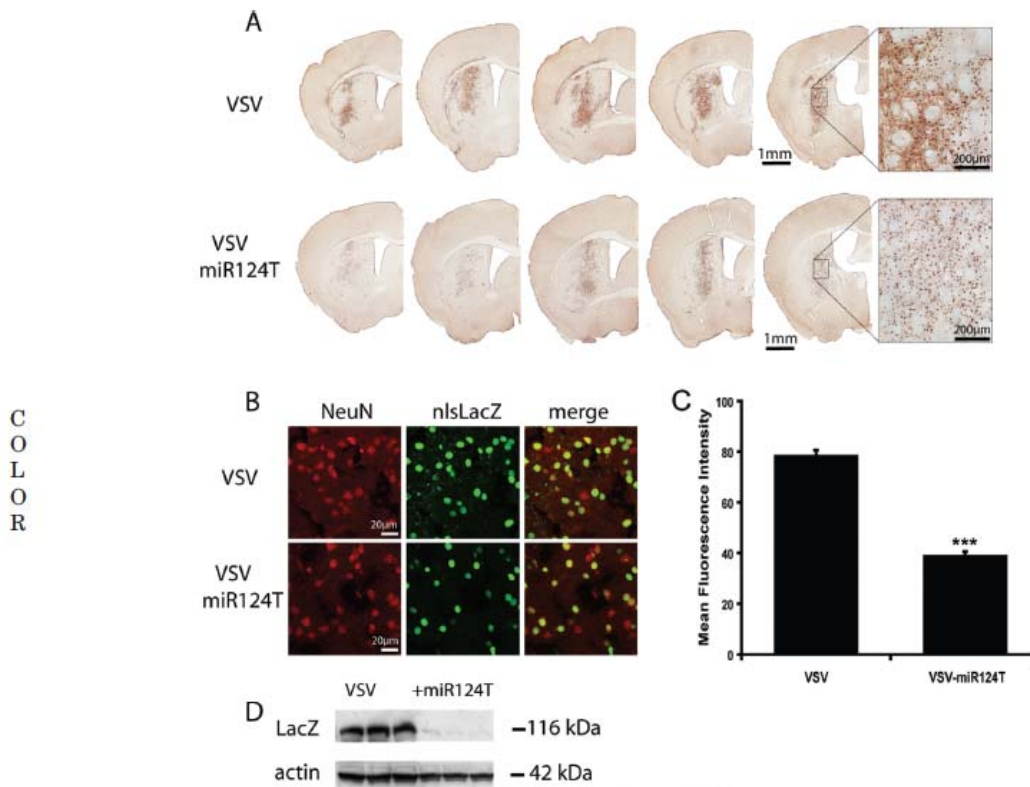 A
VSV
1mm
200µm
VSV
miR124T
1mm
200µm
C
O
L
O
R
B
NeuN nlsLacZ merge
VSV
20µm
VSV
miR124T
20µm
C
Mean Fluorescence Intensity
100
80
60
40
20
0
***
VSV VSV-miR124T
D
VSV +miR124T
LacZ –116 kDa
actin – 42 kDa